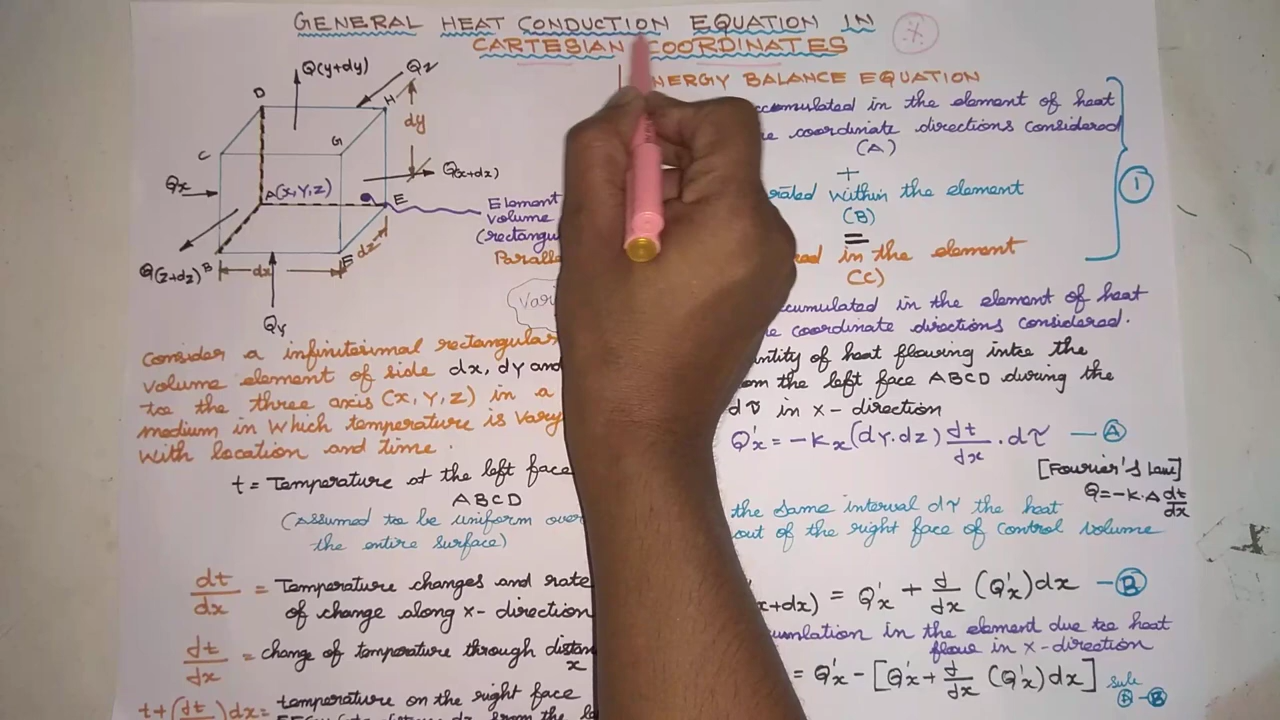 GENERAL HEAT CONDUCTION EQUATION IN
CARTESIAN COORDINATES
Q(y+dy)
Qz
D
H
dy
C
G
Q(x+dx)
Qx
A(x,y,z)
E
Element
volume
dz
Q(z+dz)
B
dx
F
Qy
Consider a infinitesimal rectangular
volume element of side dx, dy and
to the three axis (x, y, z) in a
medium in which temperature is vary
with location and time.
t = Temperature at the left face
ABCD
(Assumed to be uniform over
the entire surface)
dt/dx = Temperature changes and rate
of change along x-direction
dt/dx = change of temperature through distan
x
t+(dt/dx)dx = temperature on the right face
ENERGY BALANCE EQUATION
accumulated in the element of heat
coordinate directions considered
(A)
+
within the element
(B)
=
in the element
(C)
1
accumulated in the element of heat
coordinate directions considered.
of heat flowing into the
the left face ABCD during the
dτ in x-direction
Q'x = -Kx(dy.dz) dt/dx . dτ — A
[Fourier's Law]
Q=-K.A dt/dx
the same interval dτ the heat
out of the right face of control volume
x+dx) = Q'x + d/dx (Q'x)dx — B
in the element due to heat
flow in x-direction
= Q'x - [Q'x + d/dx (Q'x)dx] sub
A-B